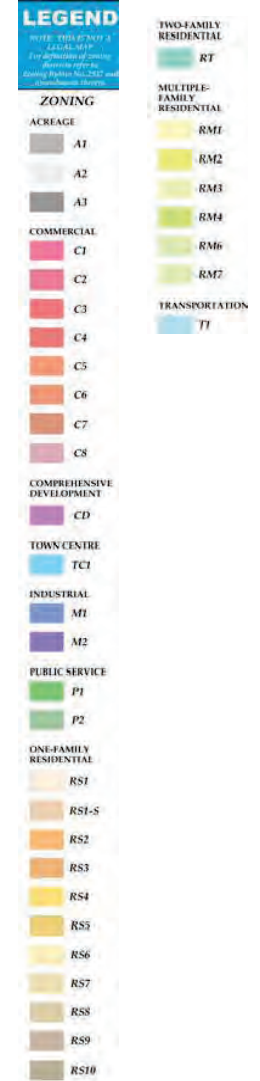 LEGEND
NOTE: THIS IS NOT A
LEGAL MAP
For definition of zoning
districts refer to
Zoning Bylaw No. 2937 and
amendments thereto.
ZONING
ACREAGE
A1
A2
A3
COMMERCIAL
C1
C2
C3
C4
C5
C6
C7
C8
COMPREHENSIVE
DEVELOPMENT
CD
TOWN CENTRE
TC1
INDUSTRIAL
M1
M2
PUBLIC SERVICE
P1
P2
ONE-FAMILY
RESIDENTIAL
RS1
RS1-S
RS2
RS3
RS4
RS5
RS6
RS7
RS8
RS9
RS10
TWO-FAMILY
RESIDENTIAL
RT
MULTIPLE-
FAMILY
RESIDENTIAL
RM1
RM2
RM3
RM4
RM6
RM7
TRANSPORTATION
T1